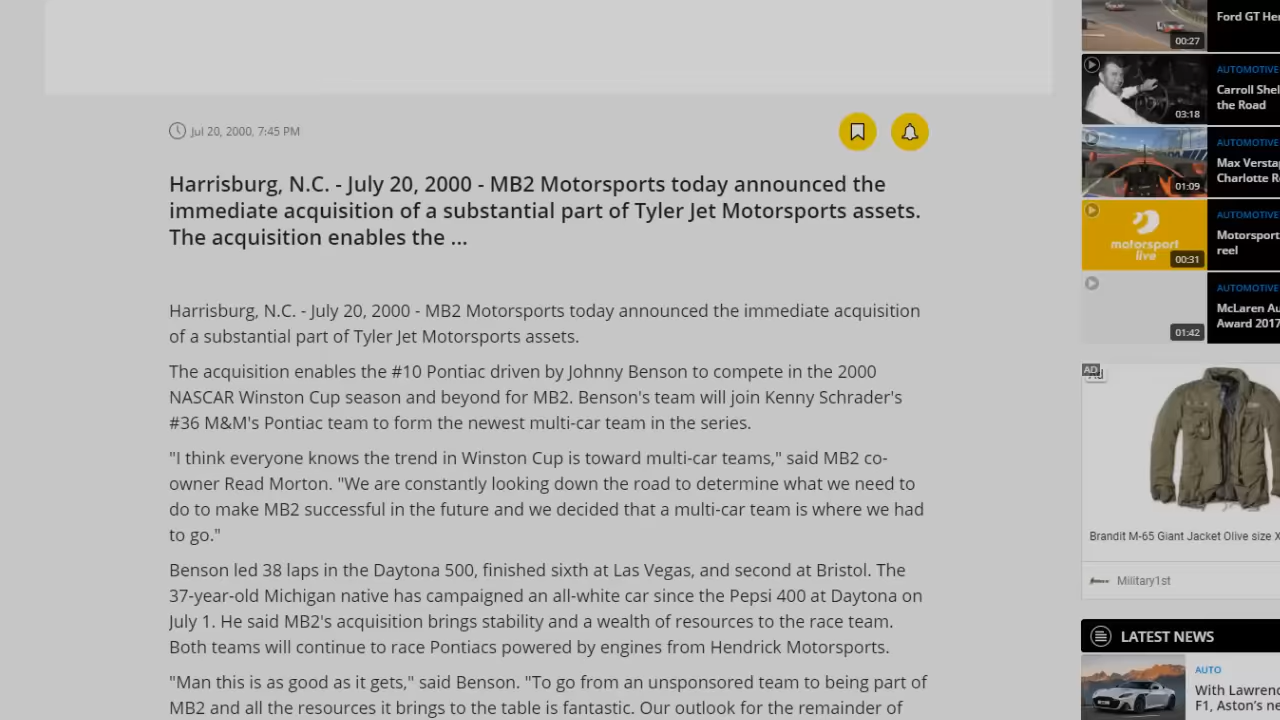 Jul 20, 2000, 7:45 PM
Harrisburg, N.C. - July 20, 2000 - MB2 Motorsports today announced the
immediate acquisition of a substantial part of Tyler Jet Motorsports assets.
The acquisition enables the ...
Harrisburg, N.C. - July 20, 2000 - MB2 Motorsports today announced the immediate acquisition
of a substantial part of Tyler Jet Motorsports assets.
The acquisition enables the #10 Pontiac driven by Johnny Benson to compete in the 2000
NASCAR Winston Cup season and beyond for MB2. Benson's team will join Kenny Schrader's
#36 M&M's Pontiac team to form the newest multi-car team in the series.
"I think everyone knows the trend in Winston Cup is toward multi-car teams," said MB2 co-
owner Read Morton. "We are constantly looking down the road to determine what we need to
do to make MB2 successful in the future and we decided that a multi-car team is where we had
to go."
Benson led 38 laps in the Daytona 500, finished sixth at Las Vegas, and second at Bristol. The
37-year-old Michigan native has campaigned an all-white car since the Pepsi 400 at Daytona on
July 1. He said MB2's acquisition brings stability and a wealth of resources to the race team.
Both teams will continue to race Pontiacs powered by engines from Hendrick Motorsports.
"Man this is as good as it gets," said Benson. "To go from an unsponsored team to being part of
MB2 and all the resources it brings to the table is fantastic. Our outlook for the remainder of
Ford GT He
00:27
AUTOMOTIVE
Carroll Shel
the Road
03:18
AUTOMOTIVE
Max Versta
Charlotte R
01:09
AUTOMOTIVE
Motorsport
reel
motorsport
live
00:31
AUTOMOTIVE
McLaren Au
Award 2017
01:42
AD
Brandit M-65 Giant Jacket Olive size X
Military1st
LATEST NEWS
AUTO
With Lawrenc
F1, Aston's ne